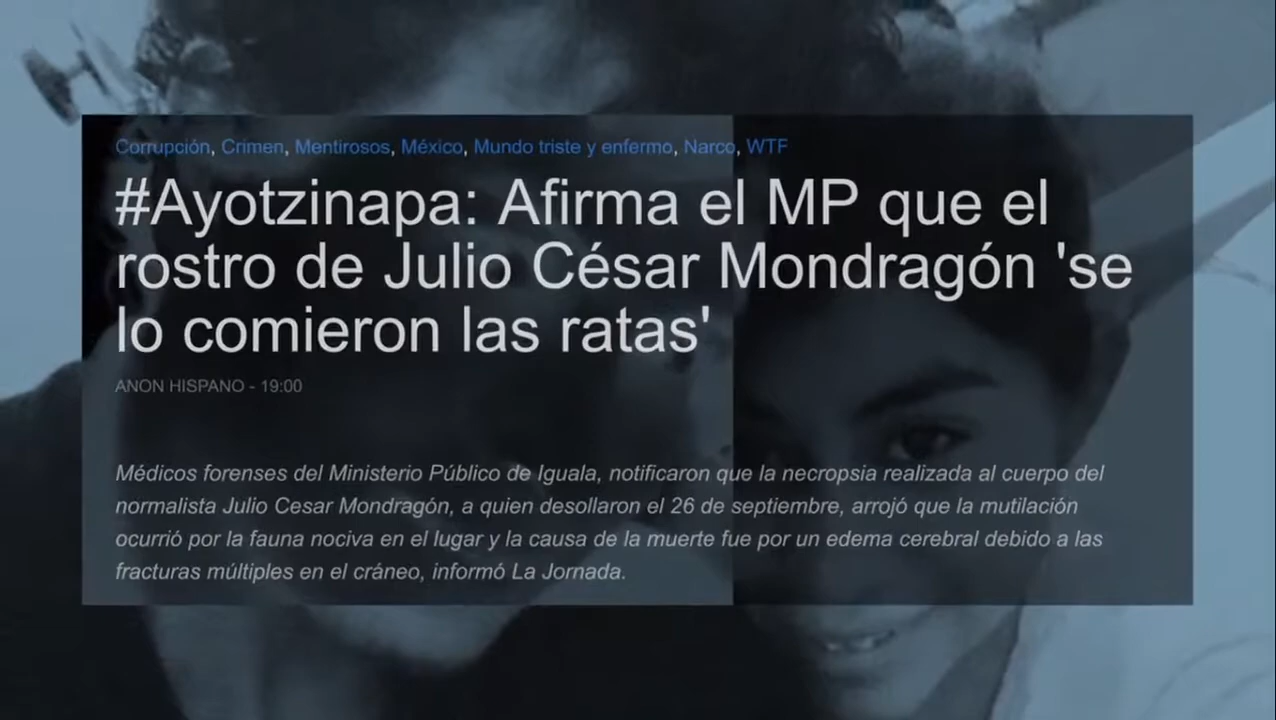 Corrupción, Crimen, Mentirosos, México, Mundo triste y enfermo, Narco, WTF
#Ayotzinapa: Afirma el MP que el
rostro de Julio César Mondragón 'se
lo comieron las ratas'
ANON HISPANO - 19:00
Médicos forenses del Ministerio Público de Iguala, notificaron que la necropsia realizada al cuerpo del
normalista Julio Cesar Mondragón, a quien desollaron el 26 de septiembre, arrojó que la mutilación
ocurrió por la fauna nociva en el lugar y la causa de la muerte fue por un edema cerebral debido a las
fracturas múltiples en el cráneo, informó La Jornada.